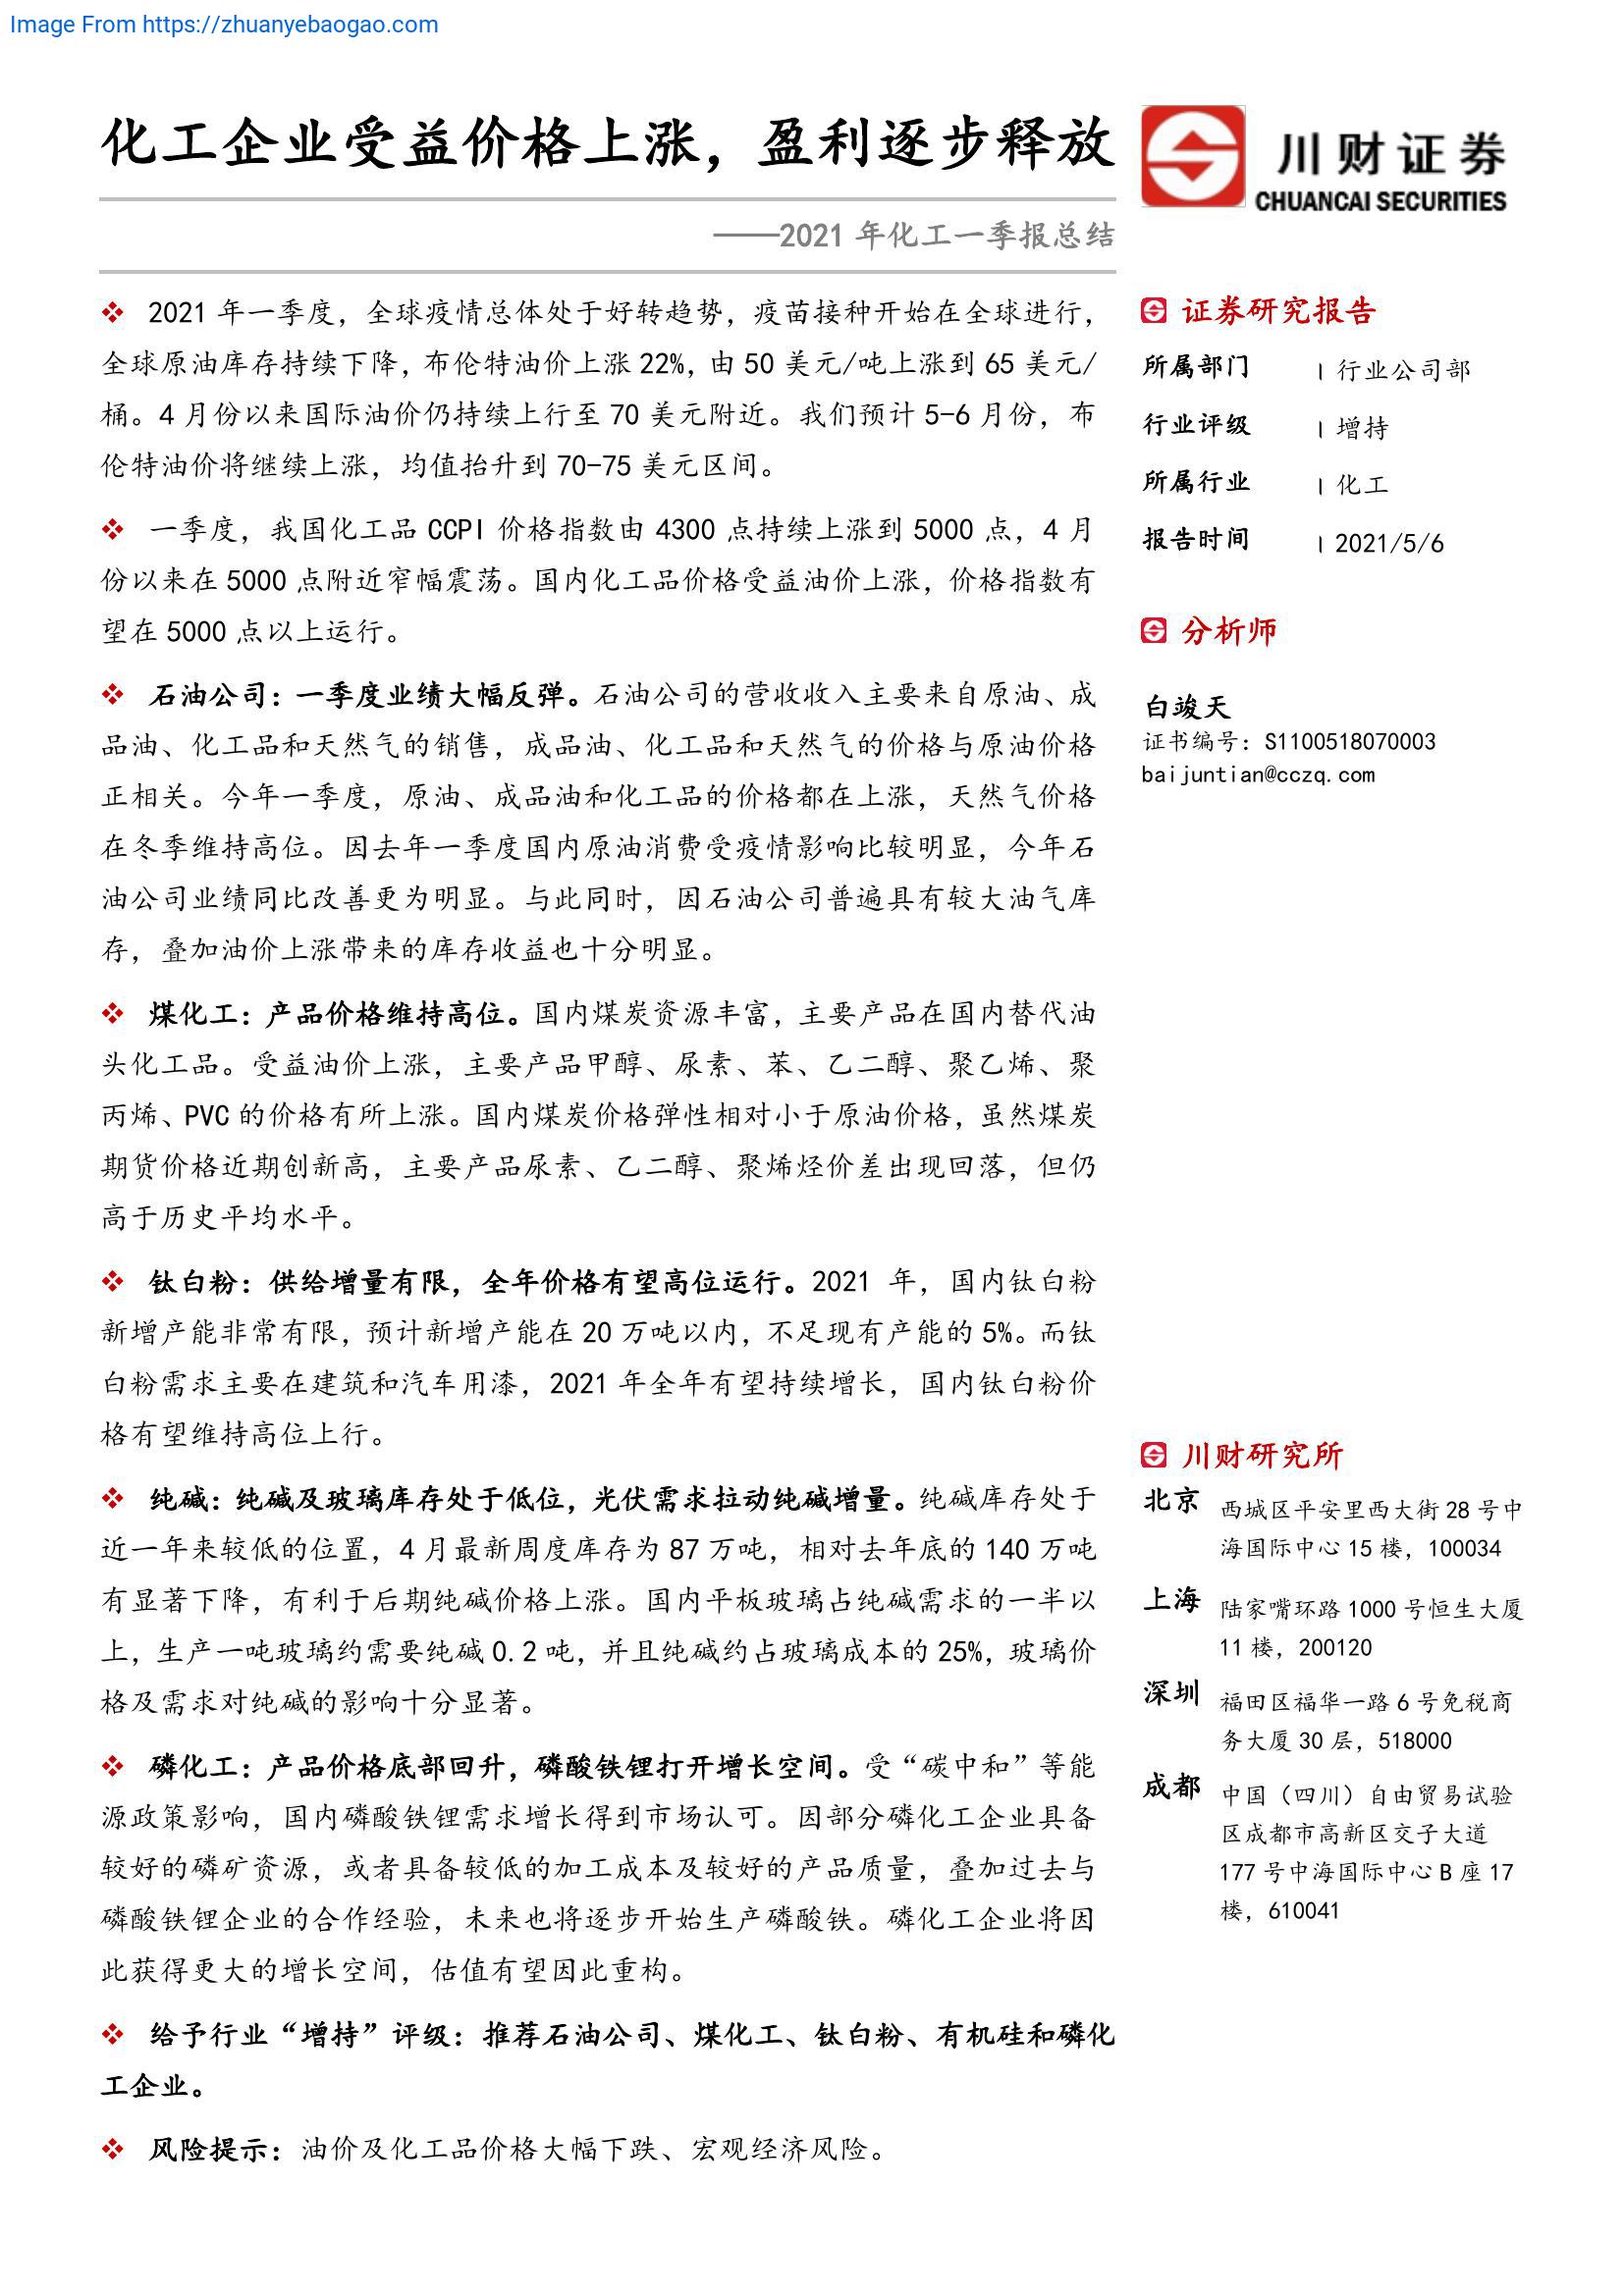 Image From https://zhuanyebaogao.com
化工企业受益价格上涨，盈利逐步释放
川财证券
CHUANCAI SECURITIES
——2021 年化工一季报总结
❖ 2021 年一季度，全球疫情总体处于好转趋势，疫苗接种开始在全球进行，
全球原油库存持续下降，布伦特油价上涨 22%，由 50 美元/吨上涨到 65 美元/
桶。4 月份以来国际油价仍持续上行至 70 美元附近。我们预计 5-6 月份，布
伦特油价将继续上涨，均值抬升到 70-75 美元区间。
❖ 一季度，我国化工品 CCPI 价格指数由 4300 点持续上涨到 5000 点，4 月
份以来在 5000 点附近窄幅震荡。国内化工品价格受益油价上涨，价格指数有
望在 5000 点以上运行。
❖ 石油公司：一季度业绩大幅反弹。石油公司的营收收入主要来自原油、成
品油、化工品和天然气的销售，成品油、化工品和天然气的价格与原油价格
正相关。今年一季度，原油、成品油和化工品的价格都在上涨，天然气价格
在冬季维持高位。因去年一季度国内原油消费受疫情影响比较明显，今年石
油公司业绩同比改善更为明显。与此同时，因石油公司普遍具有较大油气库
存，叠加油价上涨带来的库存收益也十分明显。
❖ 煤化工：产品价格维持高位。国内煤炭资源丰富，主要产品在国内替代油
头化工品。受益油价上涨，主要产品甲醇、尿素、苯、乙二醇、聚乙烯、聚
丙烯、PVC 的价格有所上涨。国内煤炭价格弹性相对小于原油价格，虽然煤炭
期货价格近期创新高，主要产品尿素、乙二醇、聚烯烃价差出现回落，但仍
高于历史平均水平。
❖ 钛白粉：供给增量有限，全年价格有望高位运行。2021 年，国内钛白粉
新增产能非常有限，预计新增产能在 20 万吨以内，不足现有产能的 5%。而钛
白粉需求主要在建筑和汽车用漆，2021 年全年有望持续增长，国内钛白粉价
格有望维持高位上行。
❖ 纯碱：纯碱及玻璃库存处于低位，光伏需求拉动纯碱增量。纯碱库存处于
近一年来较低的位置，4 月最新周度库存为 87 万吨，相对去年底的 140 万吨
有显著下降，有利于后期纯碱价格上涨。国内平板玻璃占纯碱需求的一半以
上，生产一吨玻璃约需要纯碱 0.2 吨，并且纯碱约占玻璃成本的 25%，玻璃价
格及需求对纯碱的影响十分显著。
❖ 磷化工：产品价格底部回升，磷酸铁锂打开增长空间。受“碳中和”等能
源政策影响，国内磷酸铁锂需求增长得到市场认可。因部分磷化工企业具备
较好的磷矿资源，或者具备较低的加工成本及较好的产品质量，叠加过去与
磷酸铁锂企业的合作经验，未来也将逐步开始生产磷酸铁。磷化工企业将因
此获得更大的增长空间，估值有望因此重构。
❖ 给予行业“增持”评级：推荐石油公司、煤化工、钛白粉、有机硅和磷化
工企业。
❖ 风险提示：油价及化工品价格大幅下跌、宏观经济风险。
证券研究报告
所属部门 | 行业公司部
行业评级 | 增持
所属行业 | 化工
报告时间 | 2021/5/6
分析师
白竣天
证书编号：S1100518070003
baijuntian@cczq.com
川财研究所
北京 西城区平安里西大街 28 号中
海国际中心 15 楼，100034
上海 陆家嘴环路 1000 号恒生大厦
11 楼，200120
深圳 福田区福华一路 6 号免税商
务大厦 30 层，518000
成都 中国（四川）自由贸易试验
区成都市高新区交子大道
177 号中海国际中心 B 座 17
楼，610041